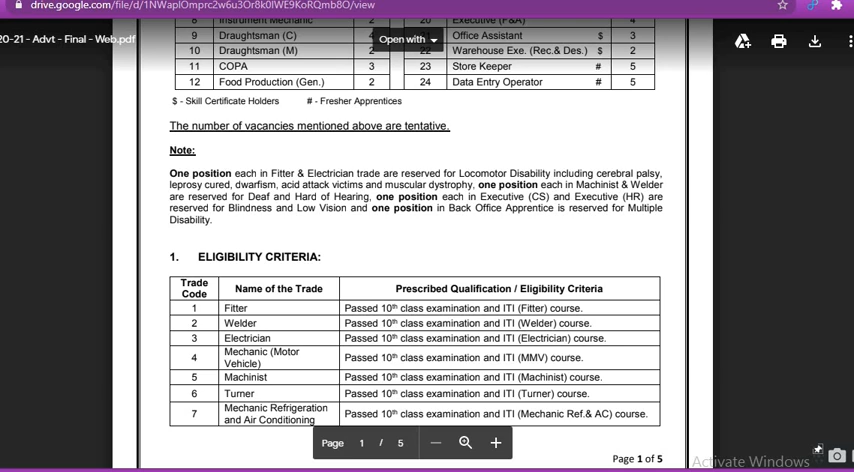 drive.google.com/file/d/1NWaplOmprc2w6u3Or8k0IWE9KoRQmb8O/view
20-21 - Advt - Final - Web.pdf
Open with
8 Instrument Mechanic 2 20 Executive (F&A) 4
9 Draughtsman (C) Office Assistant $ 3
10 Draughtsman (M) 2 22 Warehouse Exe. (Rec.& Des.) $ 2
11 COPA 3 23 Store Keeper # 5
12 Food Production (Gen.) 2 24 Data Entry Operator # 5
$ - Skill Certificate Holders # - Fresher Apprentices
The number of vacancies mentioned above are tentative.
Note:
One position each in Fitter & Electrician trade are reserved for Locomotor Disability including cerebral palsy,
leprosy cured, dwarfism, acid attack victims and muscular dystrophy, one position each in Machinist & Welder
are reserved for Deaf and Hard of Hearing, one position each in Executive (CS) and Executive (HR) are
reserved for Blindness and Low Vision and one position in Back Office Apprentice is reserved for Multiple
Disability.
1. ELIGIBILITY CRITERIA:
Trade Code Name of the Trade Prescribed Qualification / Eligibility Criteria
1 Fitter Passed 10th class examination and ITI (Fitter) course.
2 Welder Passed 10th class examination and ITI (Welder) course.
3 Electrician Passed 10th class examination and ITI (Electrician) course.
4 Mechanic (Motor Vehicle) Passed 10th class examination and ITI (MMV) course.
5 Machinist Passed 10th class examination and ITI (Machinist) course.
6 Turner Passed 10th class examination and ITI (Turner) course.
7 Mechanic Refrigeration and Air Conditioning Passed 10th class examination and ITI (Mechanic Ref.& AC) course.
Page 1 / 5
Page 1 of 5
Activate Windows